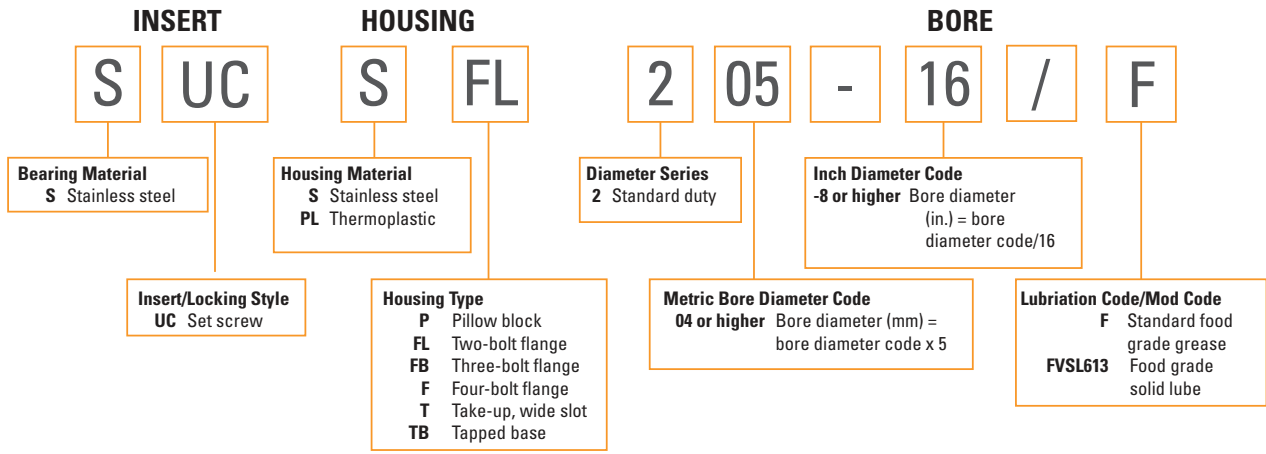 INSERT HOUSING BORE
S UC S FL 2 05 - 16 / F
Bearing Material
S Stainless steel
Housing Material
S Stainless steel
PL Thermoplastic
Diameter Series
2 Standard duty
Inch Diameter Code
-8 or higher Bore diameter
(in.) = bore
diameter code/16
Insert/Locking Style
UC Set screw
Housing Type
P Pillow block
FL Two-bolt flange
FB Three-bolt flange
F Four-bolt flange
T Take-up, wide slot
TB Tapped base
Metric Bore Diameter Code
04 or higher Bore diameter (mm) =
bore diameter code x 5
Lubriation Code/Mod Code
F Standard food
grade grease
FVSL613 Food grade
solid lube